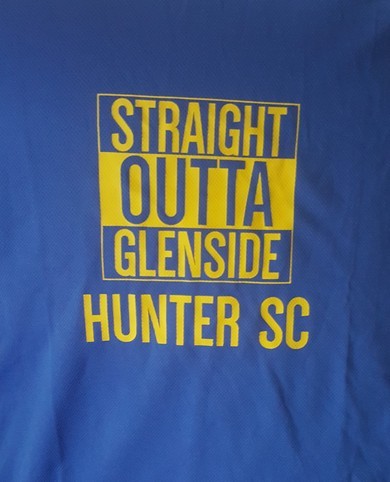 STRAIGHT
OUTTA
GLENSIDE
HUNTER SC